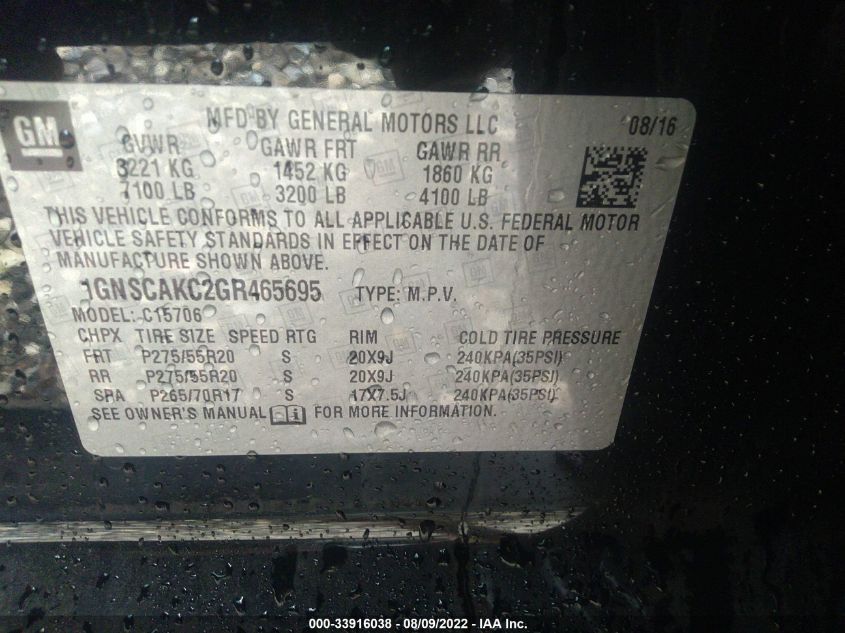 GM
MFD BY GENERAL MOTORS LLC 08/16
GVWR GAWR FRT GAWR RR
3221 KG 1452 KG 1860 KG
7100 LB 3200 LB 4100 LB
THIS VEHICLE CONFORMS TO ALL APPLICABLE U.S. FEDERAL MOTOR
VEHICLE SAFETY STANDARDS IN EFFECT ON THE DATE OF
MANUFACTURE SHOWN ABOVE.
1GNSCAKC2GR465695 TYPE: M.P.V.
MODEL: C15706
CHPX TIRE SIZE SPEED RTG RIM COLD TIRE PRESSURE
FRT P275/55R20 S 20X9J 240KPA(35PSI)
RR P275/55R20 S 20X9J 240KPA(35PSI)
SPA P265/70R17 S 17X7.5J 240KPA(35PSI)
SEE OWNER'S MANUAL FOR MORE INFORMATION.
000-33916038 - 08/09/2022 - IAA Inc.